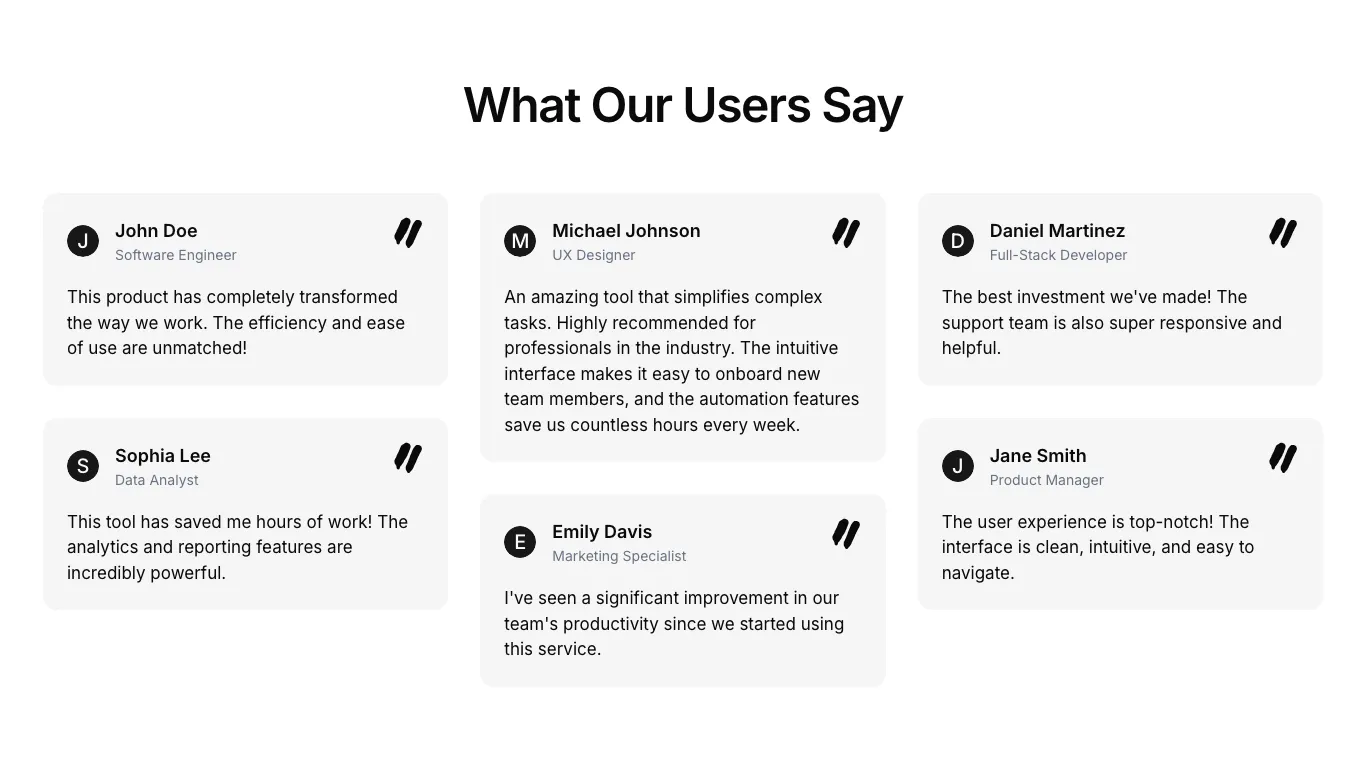 What Our Users Say
J
John Doe
Software Engineer
This product has completely transformed
the way we work. The efficiency and ease
of use are unmatched!
S
Sophia Lee
Data Analyst
This tool has saved me hours of work! The
analytics and reporting features are
incredibly powerful.
M
Michael Johnson
UX Designer
An amazing tool that simplifies complex
tasks. Highly recommended for
professionals in the industry. The intuitive
interface makes it easy to onboard new
team members, and the automation features
save us countless hours every week.
E
Emily Davis
Marketing Specialist
I've seen a significant improvement in our
team's productivity since we started using
this service.
D
Daniel Martinez
Full-Stack Developer
The best investment we've made! The
support team is also super responsive and
helpful.
J
Jane Smith
Product Manager
The user experience is top-notch! The
interface is clean, intuitive, and easy to
navigate.